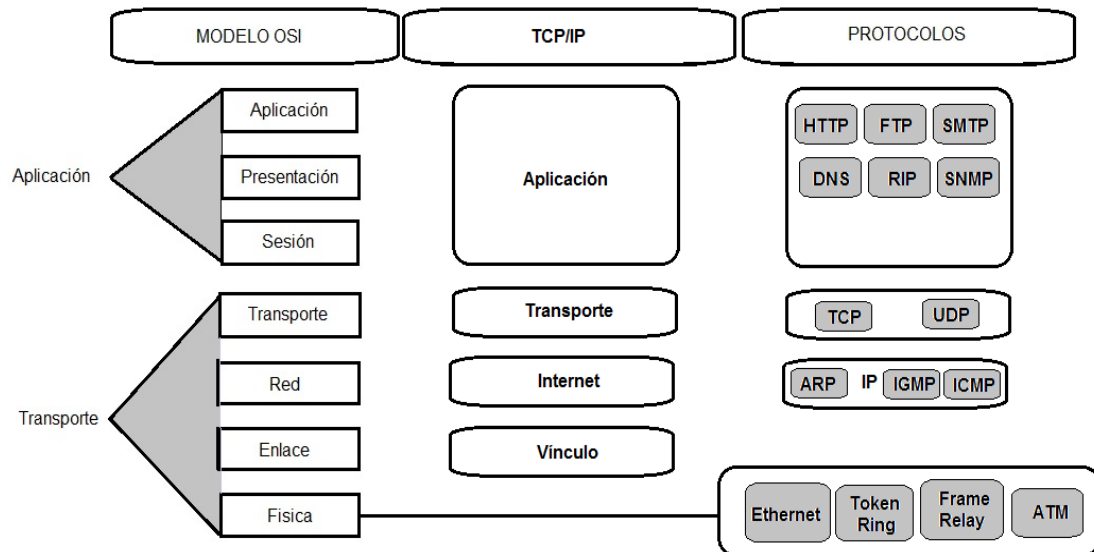 MODELO OSI
TCP/IP
PROTOCOLOS
Aplicación
Aplicación
Presentación
Sesión
Aplicación
HTTP FTP SMTP
DNS RIP SNMP
Transporte
Transporte
Red
Enlace
Física
Transporte
Internet
Vínculo
TCP UDP
ARP IP IGMP ICMP
Ethernet
Token
Ring
Frame
Relay
ATM